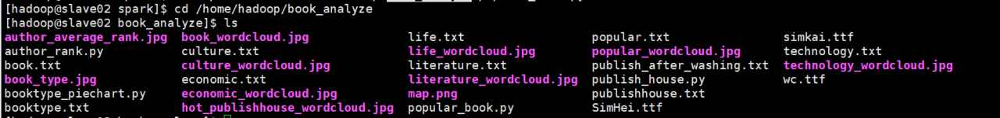 [hadoop@slave02 spark]$ cd /home/hadoop/book_analyze
[hadoop@slave02 book_analyze]$ ls
author_average_rank.jpg book_wordcloud.jpg life.txt popular.txt simkai.ttf
author_rank.py culture.txt life_wordcloud.jpg popular_wordcloud.jpg technology.txt
book.txt culture_wordcloud.jpg literature.txt publish_after_washing.txt technology_wordcloud.jpg
book_type.jpg economic.txt literature_wordcloud.jpg publish_house.py wc.ttf
booktype_piechart.py economic_wordcloud.jpg map.png publishhouse.txt
booktype.txt hot_publishhouse_wordcloud.jpg popular_book.py SimHei.ttf